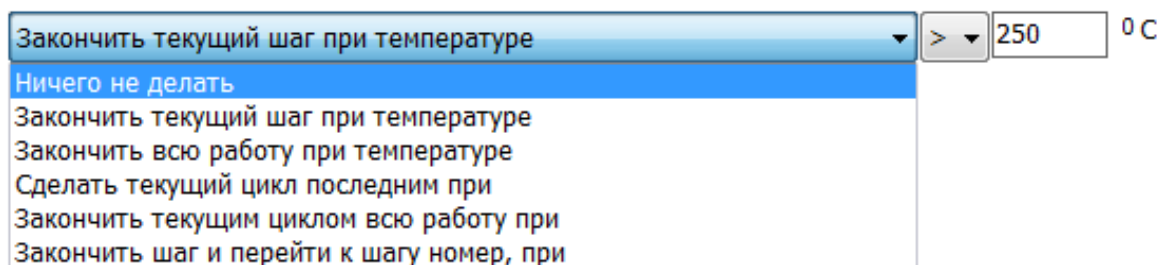 Закончить текущий шаг при температуре > 250 ⁰ C
Ничего не делать
Закончить текущий шаг при температуре
Закончить всю работу при температуре
Сделать текущий цикл последним при
Закончить текущим циклом всю работу при
Закончить шаг и перейти к шагу номер, при